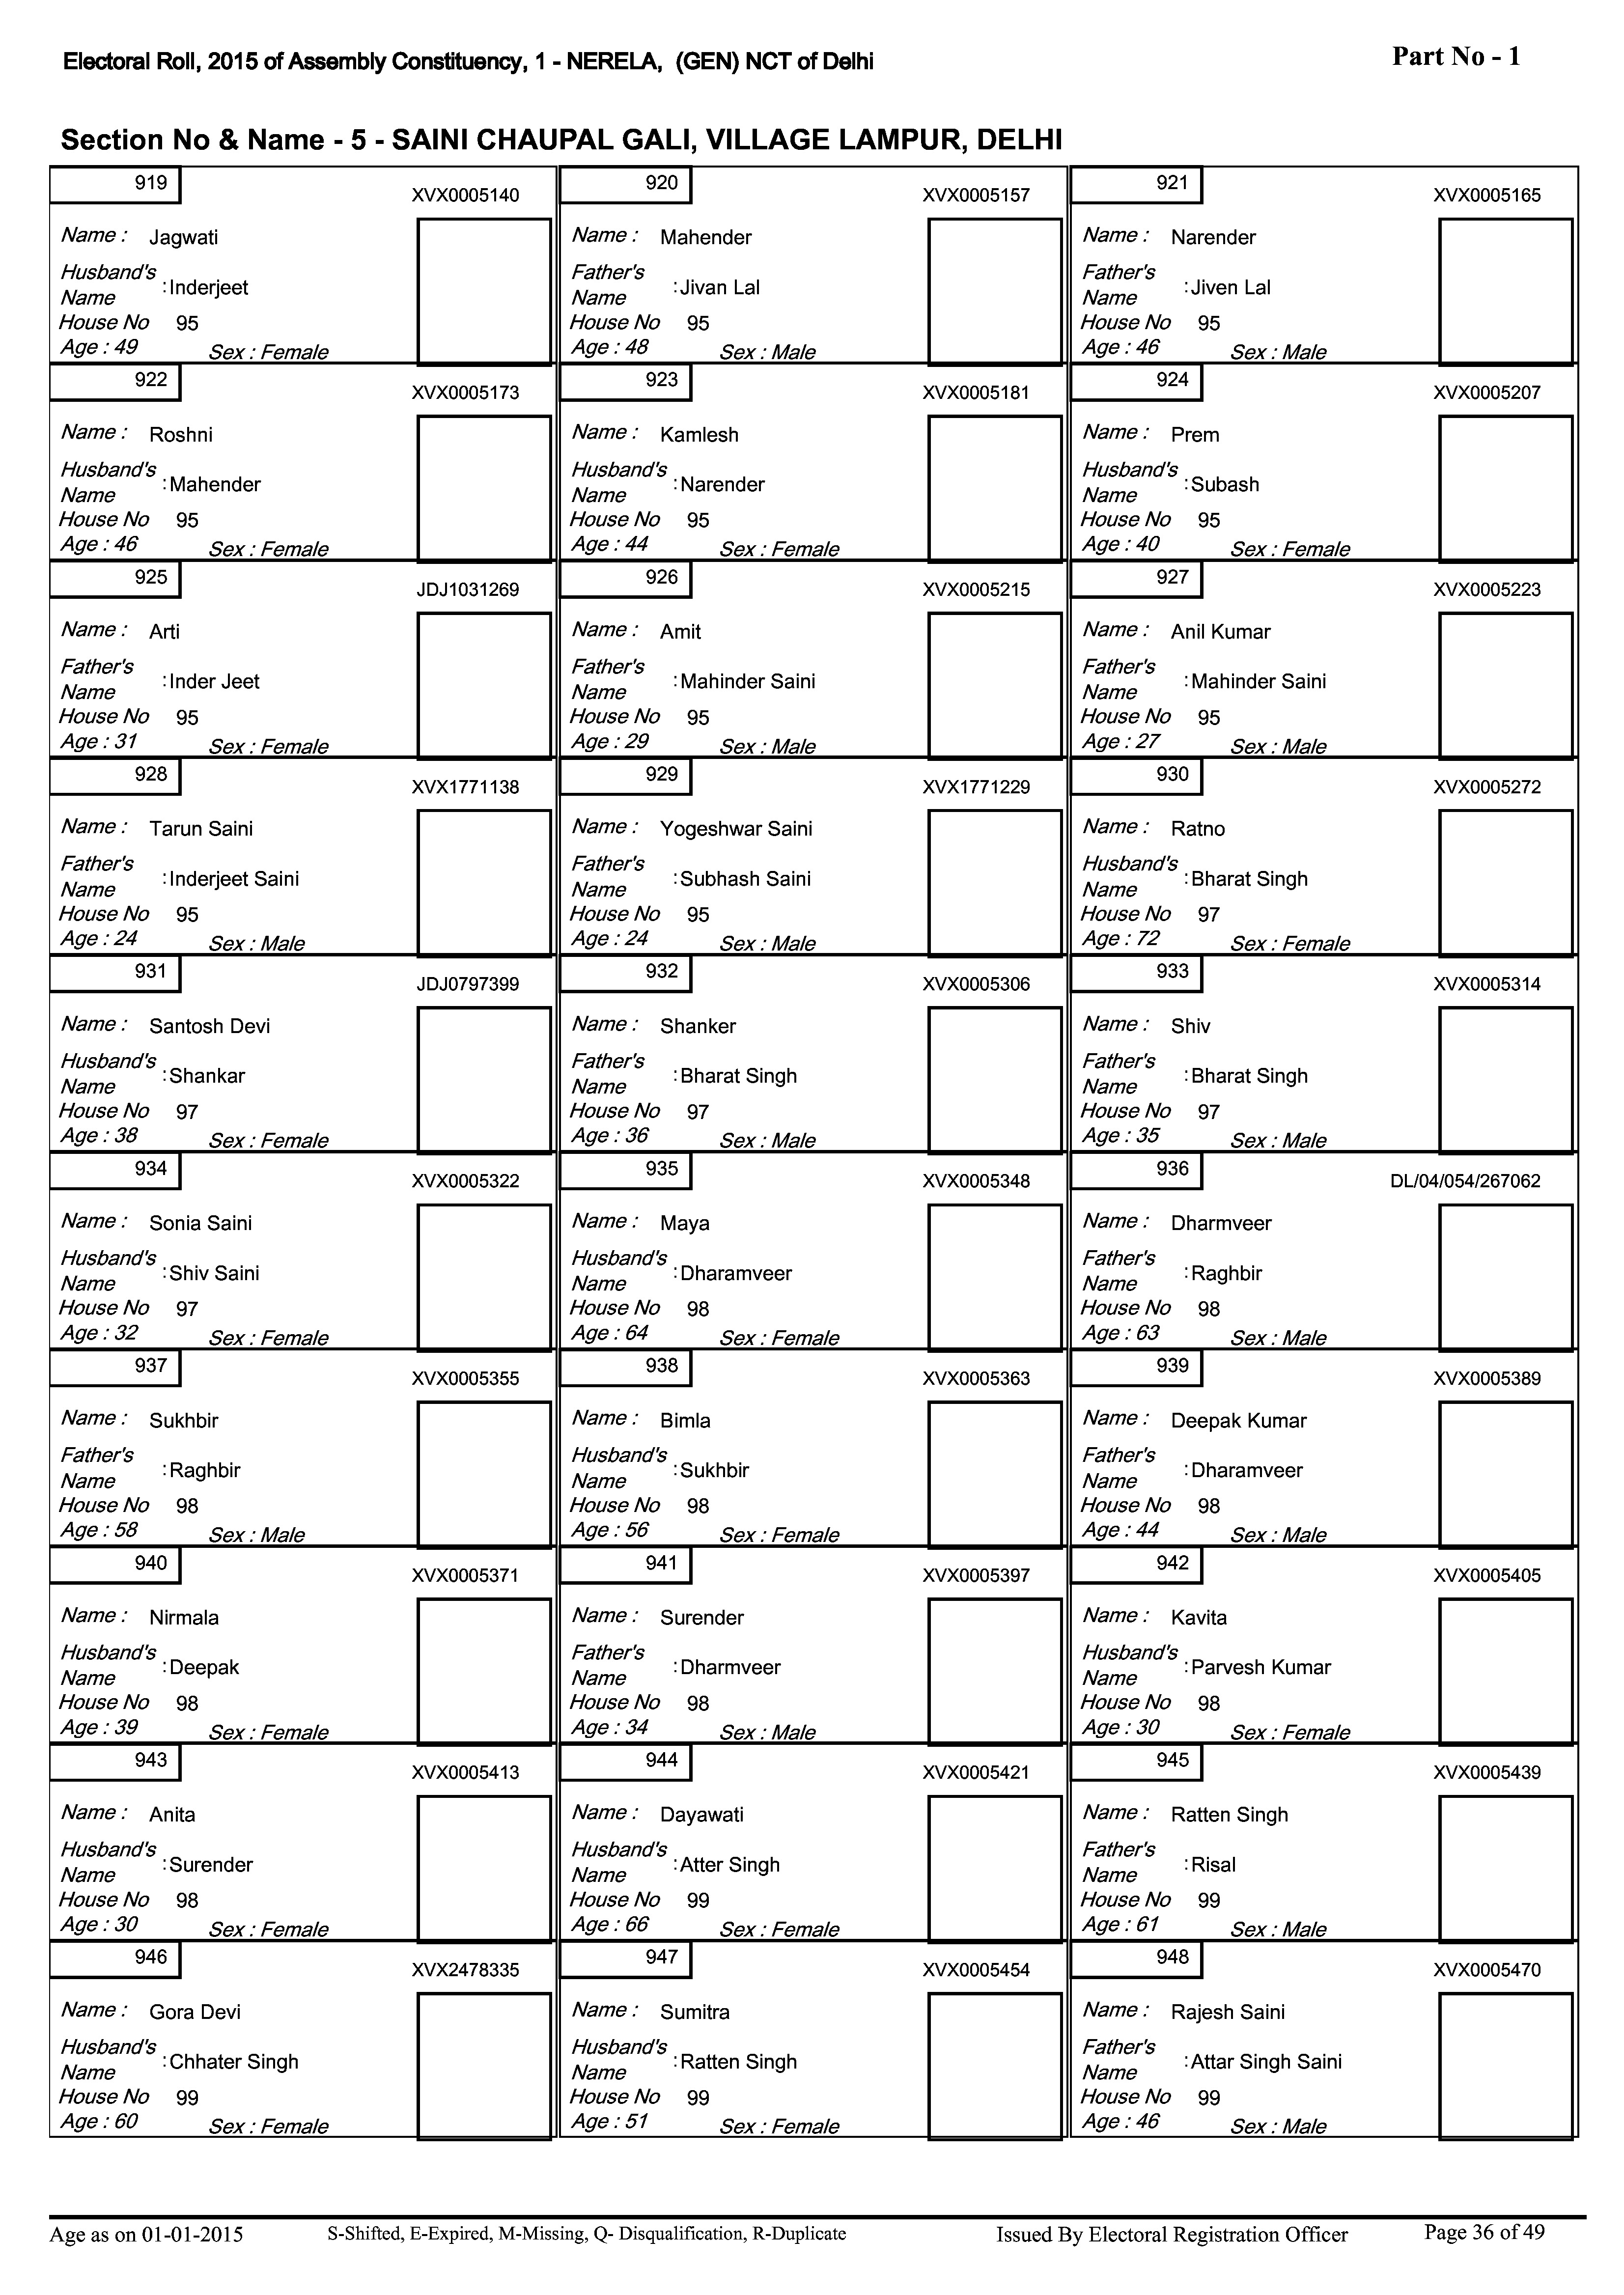 Electoral Roll, 2015 of Assembly Constituency, 1 - NERELA, (GEN) NCT of Delhi
Part No - 1
Section No & Name - 5 - SAINI CHAUPAL GALI, VILLAGE LAMPUR, DELHI
919
XVX0005140
Name : Jagwati
Husband's Name : Inderjeet
House No 95
Age : 49 Sex : Female
920
XVX0005157
Name : Mahender
Father's Name : Jivan Lal
House No 95
Age : 48 Sex : Male
921
XVX0005165
Name : Narender
Father's Name : Jiven Lal
House No 95
Age : 46 Sex : Male
922
XVX0005173
Name : Roshni
Husband's Name : Mahender
House No 95
Age : 46 Sex : Female
923
XVX0005181
Name : Kamlesh
Husband's Name : Narender
House No 95
Age : 44 Sex : Female
924
XVX0005207
Name : Prem
Husband's Name : Subash
House No 95
Age : 40 Sex : Female
925
JDJ1031269
Name : Arti
Father's Name : Inder Jeet
House No 95
Age : 31 Sex : Female
926
XVX0005215
Name : Amit
Father's Name : Mahinder Saini
House No 95
Age : 29 Sex : Male
927
XVX0005223
Name : Anil Kumar
Father's Name : Mahinder Saini
House No 95
Age : 27 Sex : Male
928
XVX1771138
Name : Tarun Saini
Father's Name : Inderjeet Saini
House No 95
Age : 24 Sex : Male
929
XVX1771229
Name : Yogeshwar Saini
Father's Name : Subhash Saini
House No 95
Age : 24 Sex : Male
930
XVX0005272
Name : Ratno
Husband's Name : Bharat Singh
House No 97
Age : 72 Sex : Female
931
JDJ0797399
Name : Santosh Devi
Husband's Name : Shankar
House No 97
Age : 38 Sex : Female
932
XVX0005306
Name : Shanker
Father's Name : Bharat Singh
House No 97
Age : 36 Sex : Male
933
XVX0005314
Name : Shiv
Father's Name : Bharat Singh
House No 97
Age : 35 Sex : Male
934
XVX0005322
Name : Sonia Saini
Husband's Name : Shiv Saini
House No 97
Age : 32 Sex : Female
935
XVX0005348
Name : Maya
Husband's Name : Dharamveer
House No 98
Age : 64 Sex : Female
936
DL/04/054/267062
Name : Dharmveer
Father's Name : Raghbir
House No 98
Age : 63 Sex : Male
937
XVX0005355
Name : Sukhbir
Father's Name : Raghbir
House No 98
Age : 58 Sex : Male
938
XVX0005363
Name : Bimla
Husband's Name : Sukhbir
House No 98
Age : 56 Sex : Female
939
XVX0005389
Name : Deepak Kumar
Father's Name : Dharamveer
House No 98
Age : 44 Sex : Male
940
XVX0005371
Name : Nirmala
Husband's Name : Deepak
House No 98
Age : 39 Sex : Female
941
XVX0005397
Name : Surender
Father's Name : Dharmveer
House No 98
Age : 34 Sex : Male
942
XVX0005405
Name : Kavita
Husband's Name : Parvesh Kumar
House No 98
Age : 30 Sex : Female
943
XVX0005413
Name : Anita
Husband's Name : Surender
House No 98
Age : 30 Sex : Female
944
XVX0005421
Name : Dayawati
Husband's Name : Atter Singh
House No 99
Age : 66 Sex : Female
945
XVX0005439
Name : Ratten Singh
Father's Name : Risal
House No 99
Age : 61 Sex : Male
946
XVX2478335
Name : Gora Devi
Husband's Name : Chhater Singh
House No 99
Age : 60 Sex : Female
947
XVX0005454
Name : Sumitra
Husband's Name : Ratten Singh
House No 99
Age : 51 Sex : Female
948
XVX0005470
Name : Rajesh Saini
Father's Name : Attar Singh Saini
House No 99
Age : 46 Sex : Male
Age as on 01-01-2015
S-Shifted, E-Expired, M-Missing, Q- Disqualification, R-Duplicate
Issued By Electoral Registration Officer
Page 36 of 49